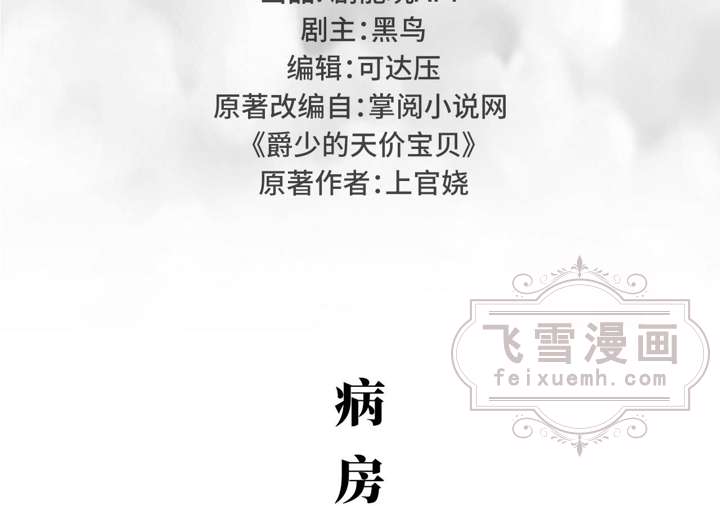 剧主：黑鸟
编辑：可达压
原著改编自：掌阅小说网
《爵少的天价宝贝》
原著作者：上官娆
飞雪漫画
feixuemh.com
病
房